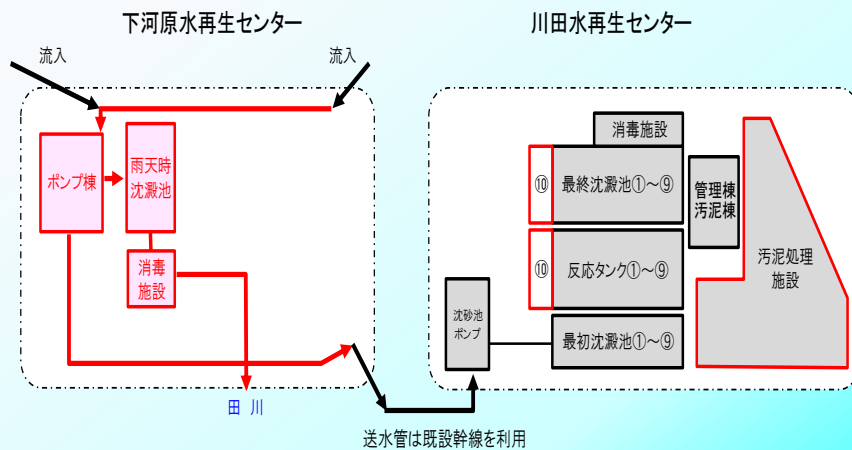 下河原水再生センター
川田水再生センター
流入
流入
ポンプ棟
雨天時
沈澱池
消毒
施設
田 川
消毒施設
⑩
最終沈澱池①～⑨
管理棟
汚泥棟
⑩
反応タンク①～⑨
汚泥処理
施設
沈砂池
ポンプ
最初沈澱池①～⑨
送水管は既設幹線を利用